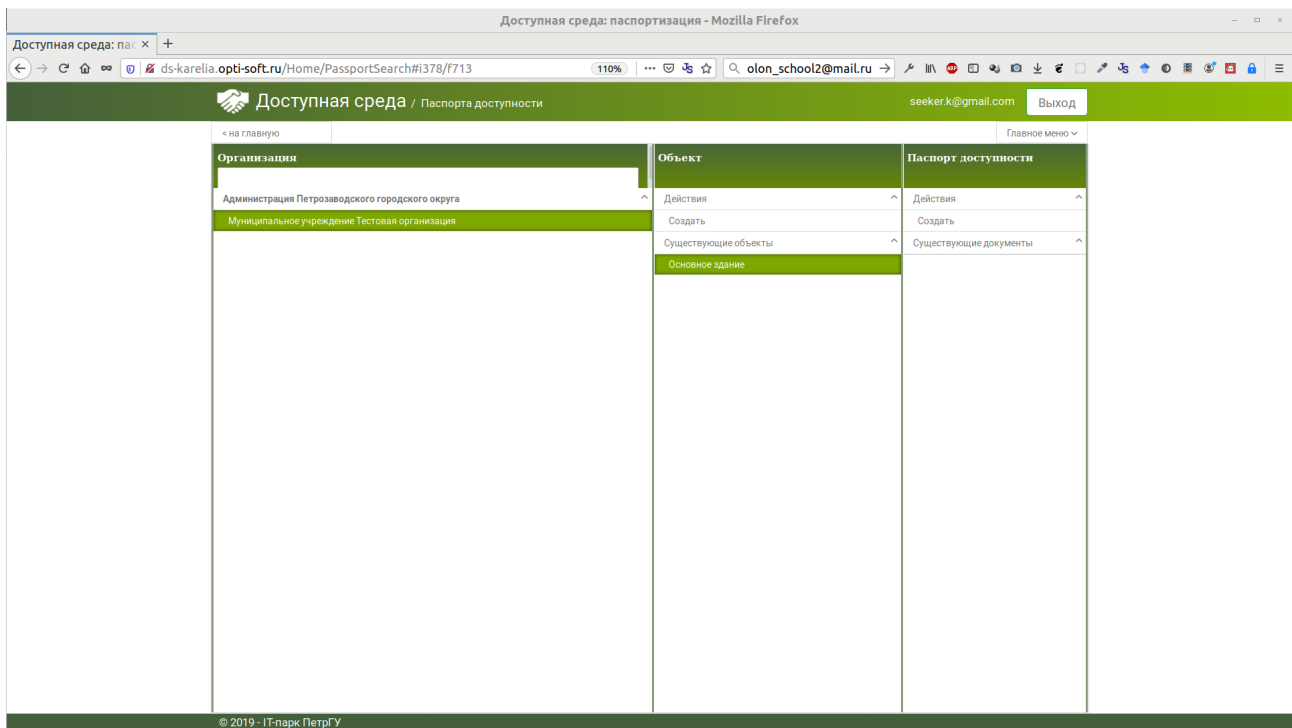 Доступная среда: паспортизация - Mozilla Firefox
Доступная среда: пас × +
ds-karelia.opti-soft.ru/Home/PassportSearch#i378/f713 110% olon_school2@mail.ru
Доступная среда / Паспорта доступности seeker.k@gmail.com Выход
< на главную Главное меню
Организация Объект Паспорт доступности
Администрация Петрозаводского городского округа Действия Действия
Муниципальное учреждение Тестовая организация Создать Создать
Существующие объекты Существующие документы
Основное здание
© 2019 - IT-парк ПетрГУ